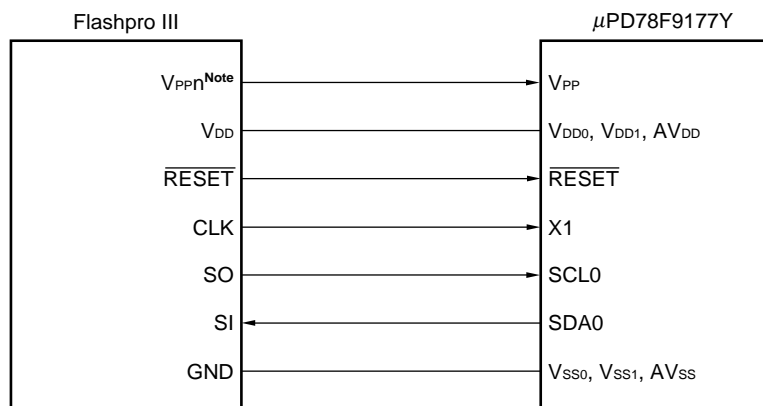 Flashpro III
μPD78F9177Y
VPPnNote VPP
VDD VDD0, VDD1, AVDD
RESET RESET
CLK X1
SO SCL0
SI SDA0
GND VSS0, VSS1, AVSS